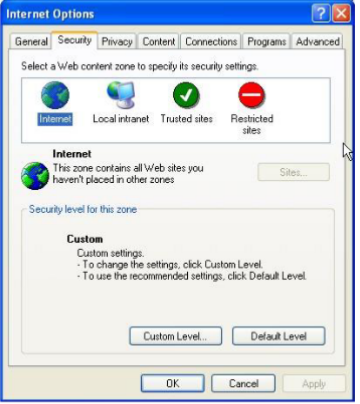 Internet Options
General Security Privacy Content Connections Programs Advanced
Select a Web content zone to specify its security settings.
Internet Local intranet Trusted sites Restricted
sites
Internet
This zone contains all Web sites you
haven't placed in other zones
Sites...
Security level for this zone
Custom
Custom settings.
- To change the settings, click Custom Level.
- To use the recommended settings, click Default Level.
Custom Level... Default Level
OK Cancel Apply